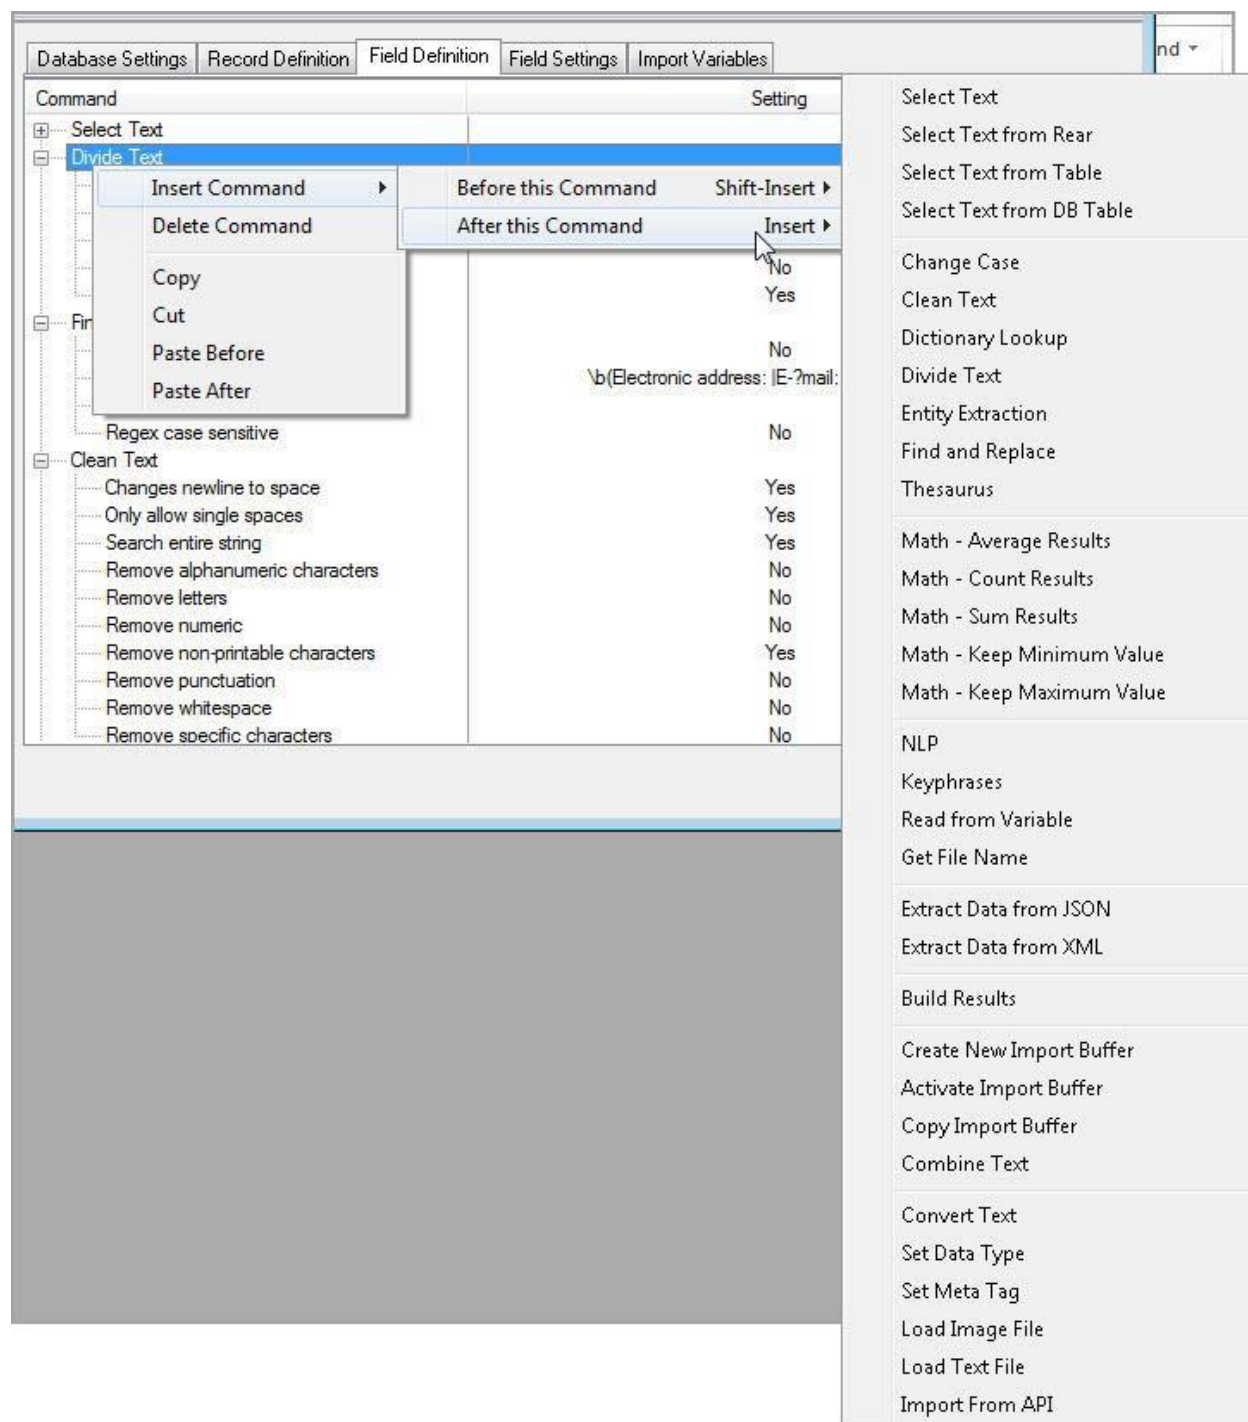 nd
Database Settings Record Definition Field Definition Field Settings Import Variables
Command Setting
Select Text
Divide Text
Insert Command
Delete Command
Copy
Cut
Paste Before
Paste After
Before this Command Shift-Insert
After this Command Insert
No
Yes
Fin
No
\b(Electronic address: |E-?mail:
Regex case sensitive No
Clean Text
Changes newline to space Yes
Only allow single spaces Yes
Search entire string Yes
Remove alphanumeric characters No
Remove letters No
Remove numeric No
Remove non-printable characters Yes
Remove punctuation No
Remove whitespace No
Remove specific characters No
Select Text
Select Text from Rear
Select Text from Table
Select Text from DB Table
Change Case
Clean Text
Dictionary Lookup
Divide Text
Entity Extraction
Find and Replace
Thesaurus
Math - Average Results
Math - Count Results
Math - Sum Results
Math - Keep Minimum Value
Math - Keep Maximum Value
NLP
Keyphrases
Read from Variable
Get File Name
Extract Data from JSON
Extract Data from XML
Build Results
Create New Import Buffer
Activate Import Buffer
Copy Import Buffer
Combine Text
Convert Text
Set Data Type
Set Meta Tag
Load Image File
Load Text File
Import From API